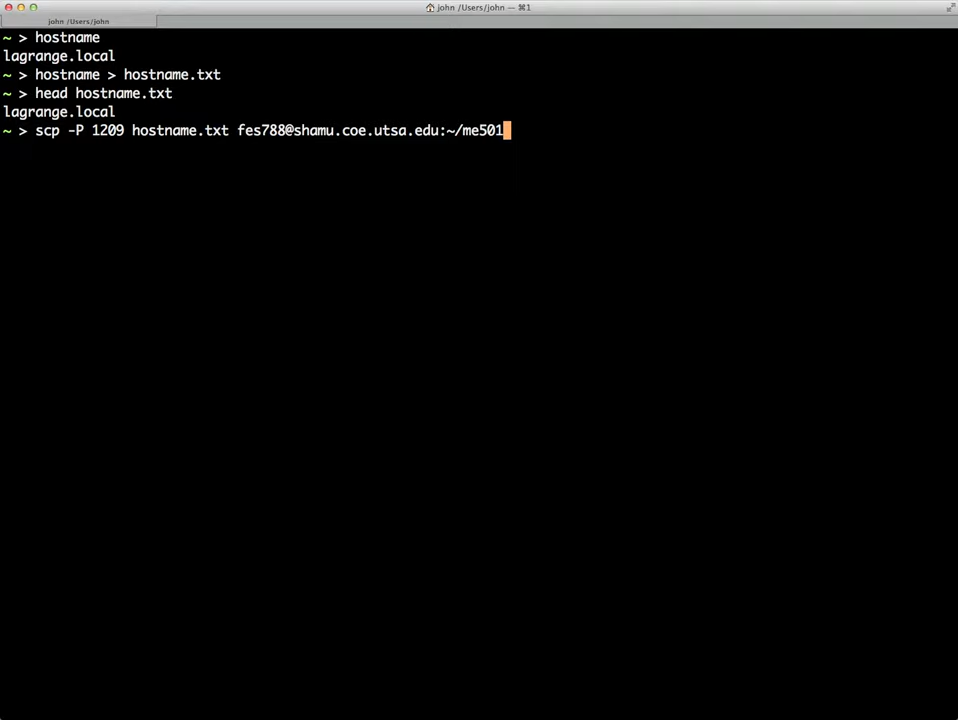 john /Users/john — ⌘1
john /Users/john
~ > hostname
lagrange.local
~ > hostname > hostname.txt
~ > head hostname.txt
lagrange.local
~ > scp -P 1209 hostname.txt fes788@shamu.coe.utsa.edu:~/me501